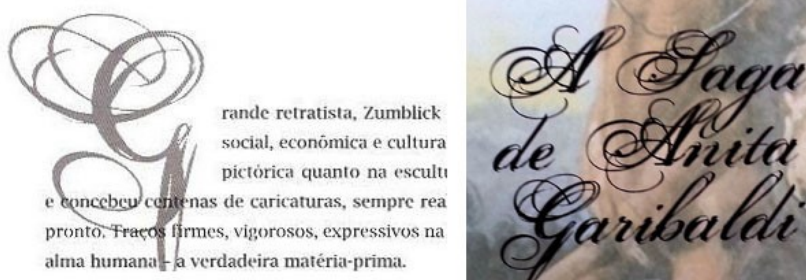 Grande retratista, Zumblick
social, econômica e cultura
pictórica quanto na escult
e concebeu centenas de caricaturas, sempre rea
pronto. Traços firmes, vigorosos, expressivos na
alma humana – a verdadeira matéria-prima.
A Saga
de Anita
Garibaldi